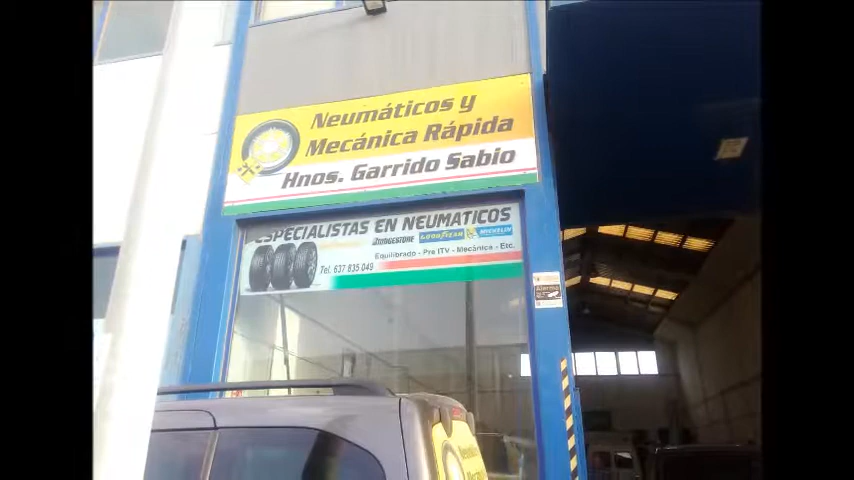 Neumáticos y
Mecánica Rápida
Hnos. Garrido Sabio
ESPECIALISTAS EN NEUMATICOS
BRIDGESTONE GOODYEAR MICHELIN
Equilibrado - Pre ITV - Mecánica - etc.
Tel. 637 835 049
Alarma